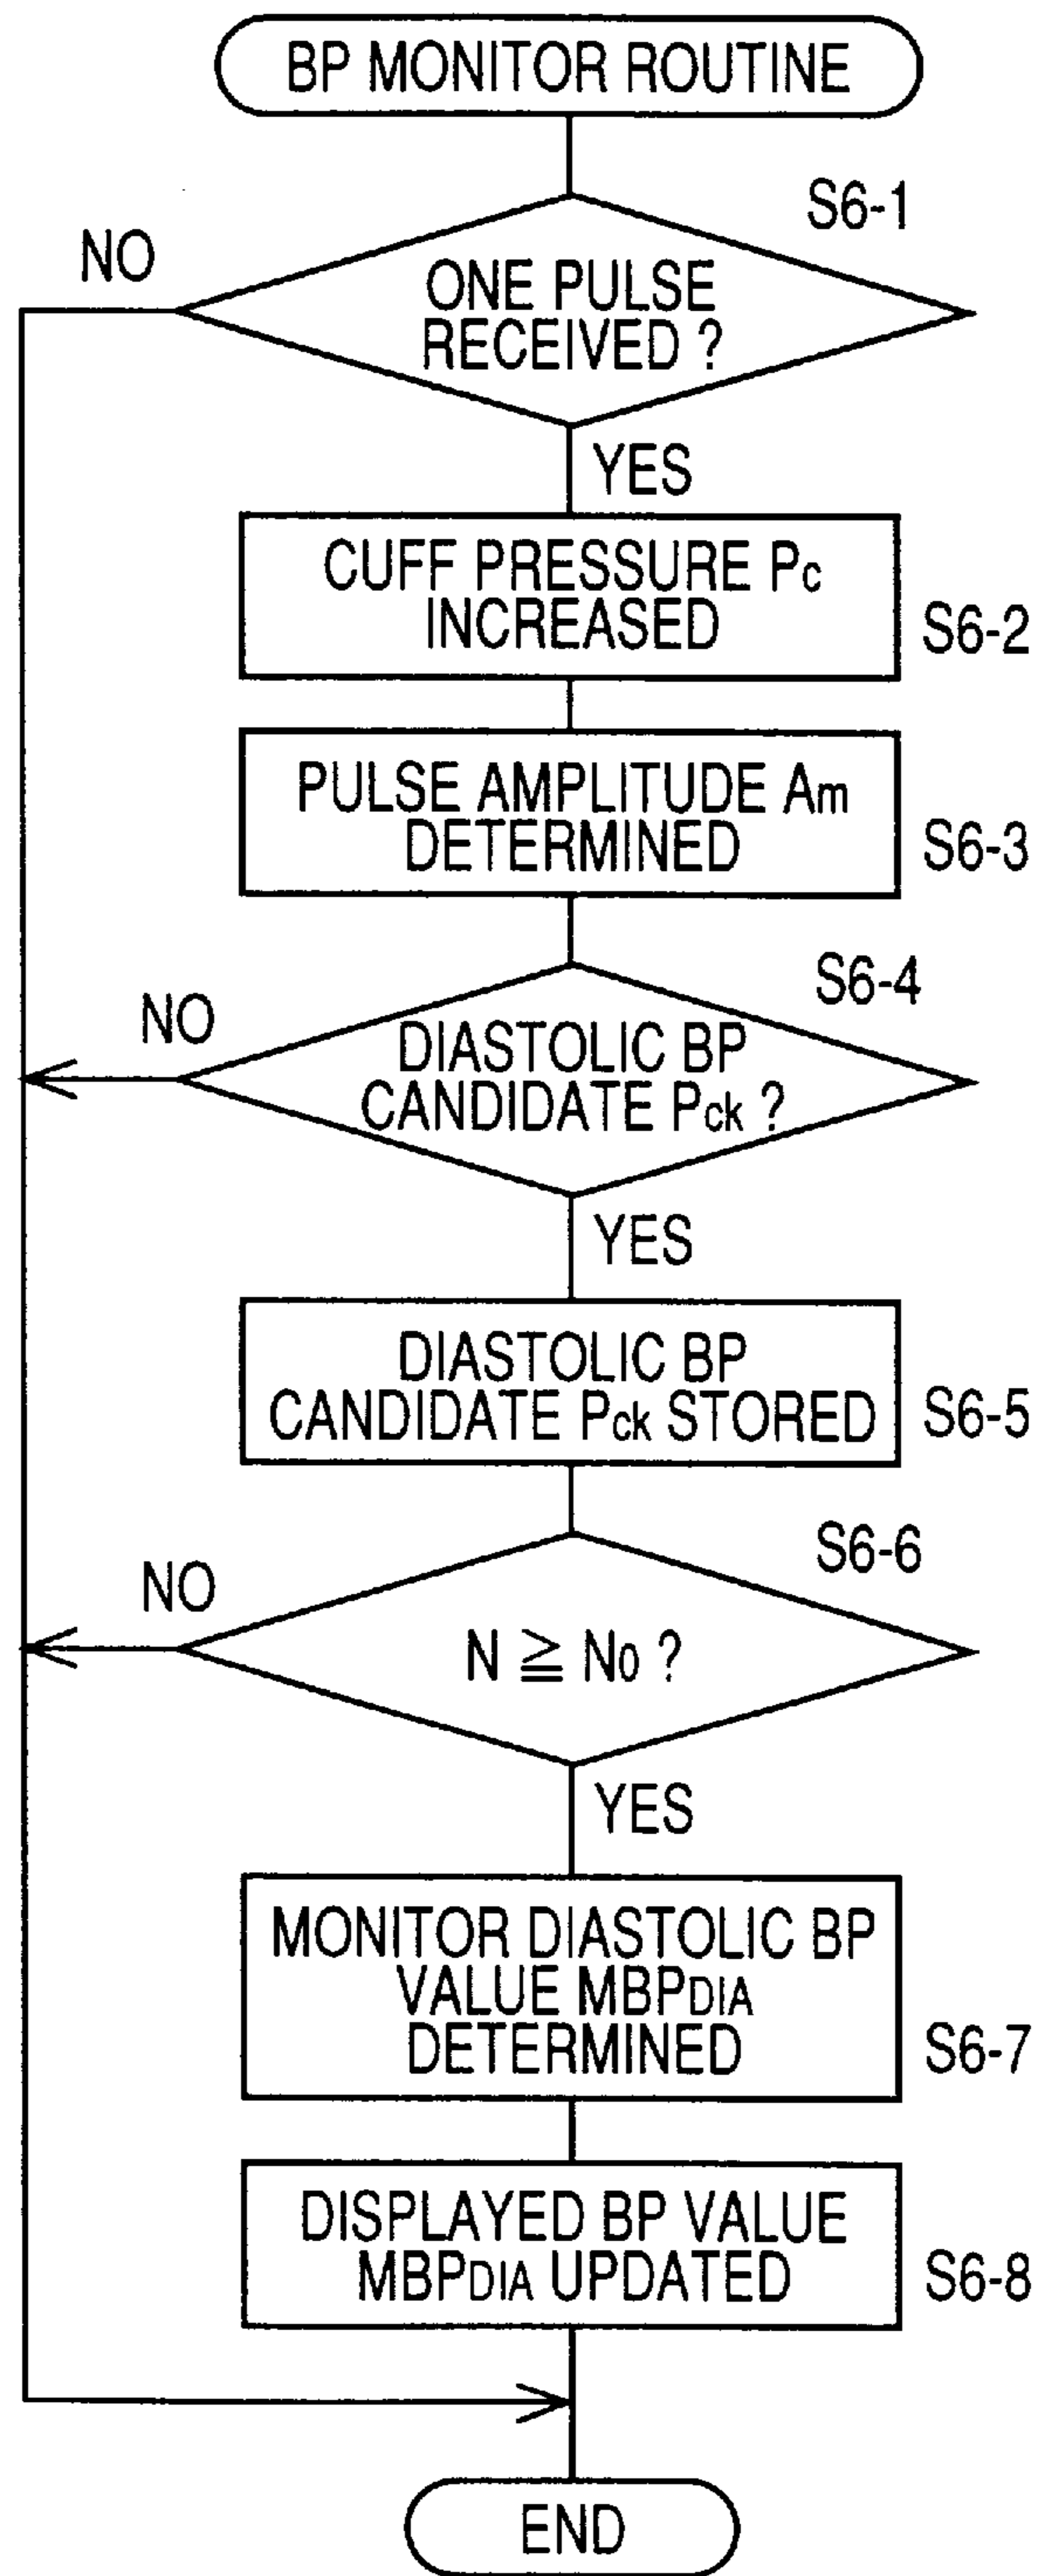 BP MONITOR ROUTINE
S6-1
NO
ONE PULSE
RECEIVED ?
YES
CUFF PRESSURE Pc
INCREASED
S6-2
PULSE AMPLITUDE Am
DETERMINED
S6-3
S6-4
NO
DIASTOLIC BP
CANDIDATE Pck ?
YES
DIASTOLIC BP
CANDIDATE Pck STORED
S6-5
S6-6
NO
N ≧ N0 ?
YES
MONITOR DIASTOLIC BP
VALUE MBPDIA
DETERMINED
S6-7
DISPLAYED BP VALUE
MBPDIA UPDATED
S6-8
END